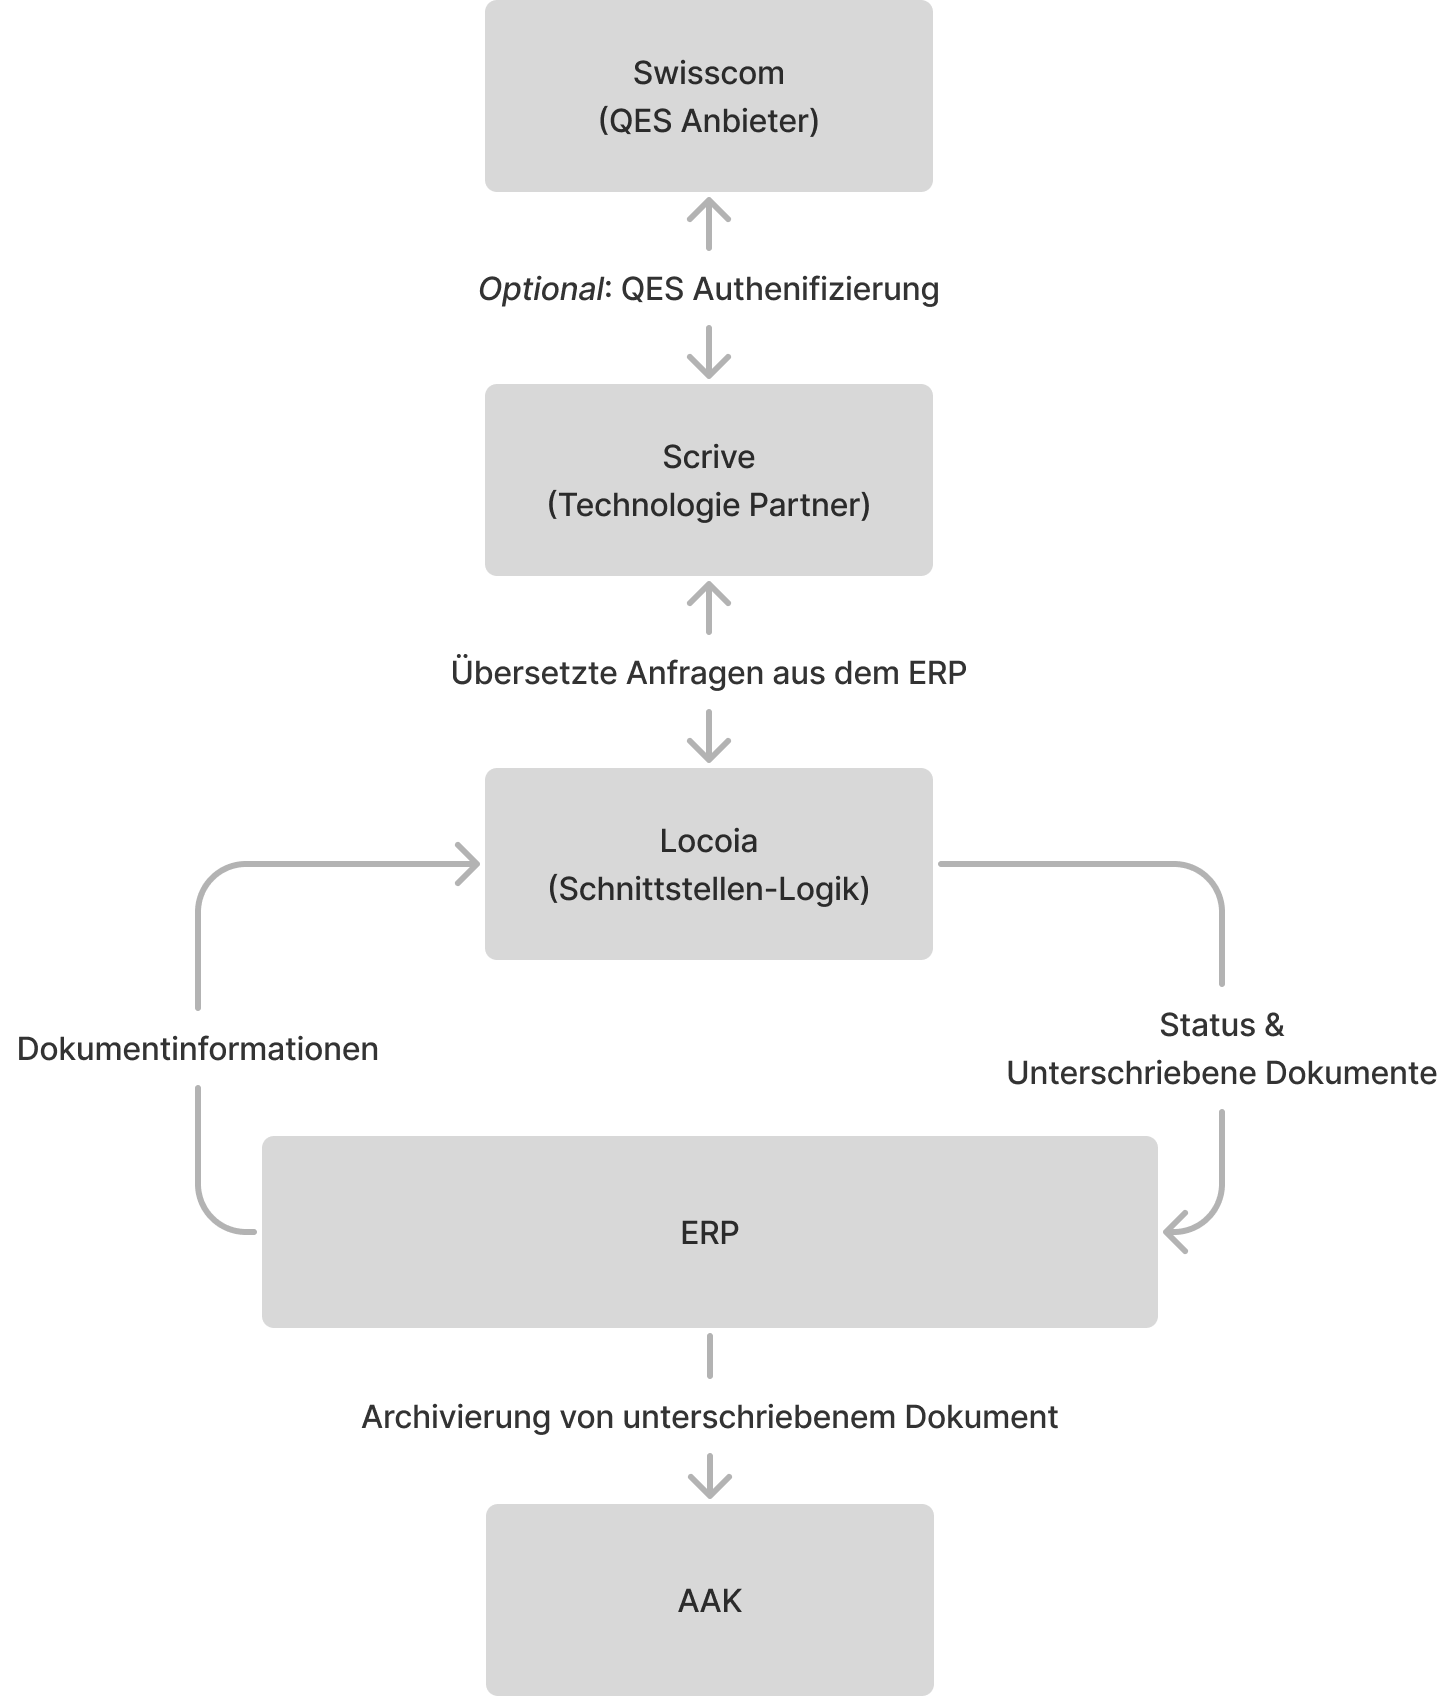 Swisscom
(QES Anbieter)
Optional: QES Authenifizierung
Scrive
(Technologie Partner)
Übersetzte Anfragen aus dem ERP
Locoia
(Schnittstellen-Logik)
Dokumentinformationen
Status &
Unterschriebene Dokumente
ERP
Archivierung von unterschriebenem Dokument
AAK